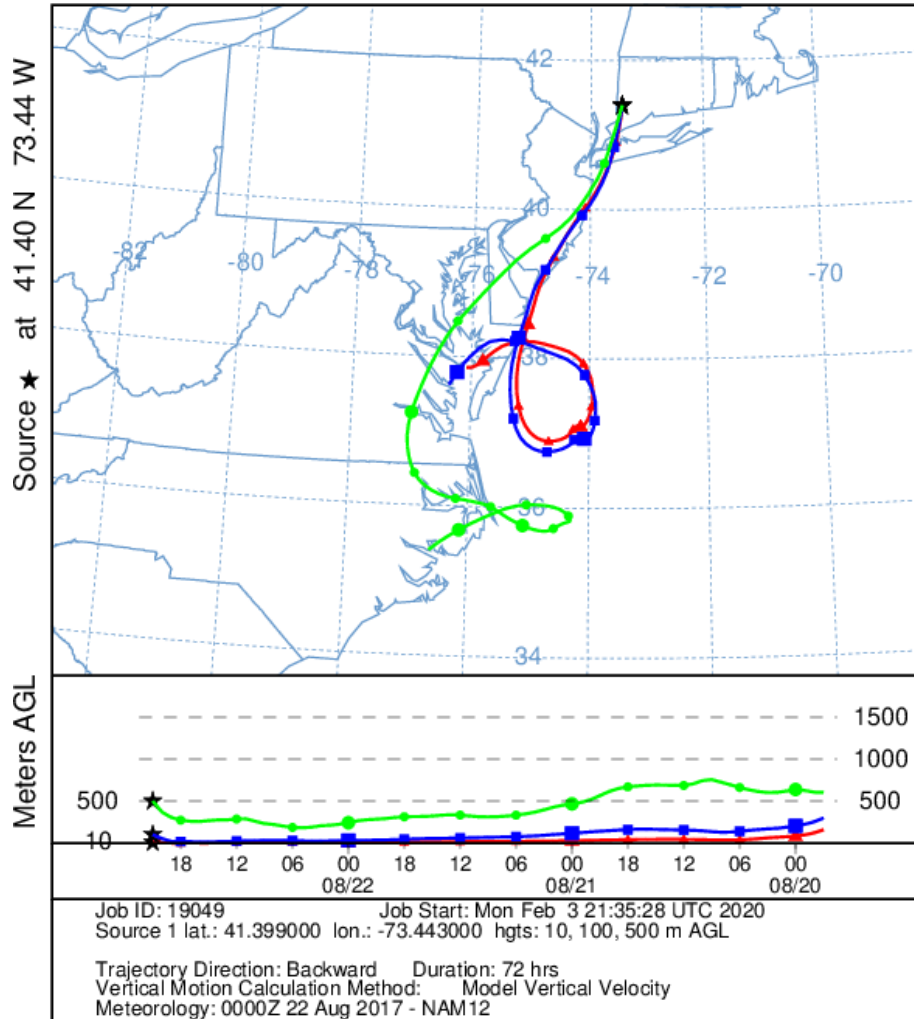 Source ★ at 41.40 N 73.44 W
42
40
-82
-80
-78
-76
-74
-72
-70
38
36
34
Meters AGL
1500
1000
500
500
10
18 12 06 00 18 12 06 00 18 12 06 00
08/22 08/21 08/20
Job ID: 19049 Job Start: Mon Feb 3 21:35:28 UTC 2020
Source 1 lat.: 41.399000 lon.: -73.443000 hgts: 10, 100, 500 m AGL
Trajectory Direction: Backward Duration: 72 hrs
Vertical Motion Calculation Method: Model Vertical Velocity
Meteorology: 0000Z 22 Aug 2017 - NAM12